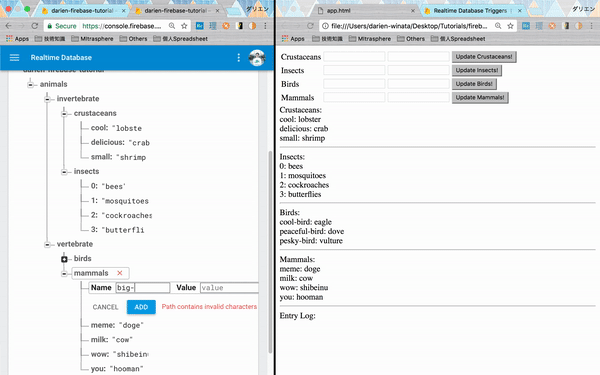 darien-firebase-tutorial
darien-firebase-tutorial
ダリエン
Secure
https://console.firebase.
Apps
技術知識
Mitrasphere
Others
個人Spreadsheet
Realtime Database
darien-firebase-tutorial
animals
invertebrate
crustaceans
cool: "lobste
delicious: "crab
small: "shrimp
insects
0: "bees"
1: "mosquitoes
2: "cockroaches
3: "butterfli
vertebrate
birds
mammals
Name
big-
Value
value
CANCEL
ADD
Path contains invalid characters
meme: "doge"
milk: "cow"
wow: "shibeinu
you: "hooman"
app.html
Realtime Database Triggers
ダリエン
file:///Users/darien-winata/Desktop/Tutorials/fireb...
Apps
技術知識
Mitrasphere
Others
個人Spreadsheet
Crustaceans
Update Crustaceans!
Insects
Update Insects!
Birds
Update Birds!
Mammals
Update Mammals!
Crustaceans:
cool: lobster
delicious: crab
small: shrimp
Insects:
0: bees
1: mosquitoes
2: cockroaches
3: butterflies
Birds:
cool-bird: eagle
peaceful-bird: dove
pesky-bird: vulture
Mammals:
meme: doge
milk: cow
wow: shibeinu
you: hooman
Entry Log: